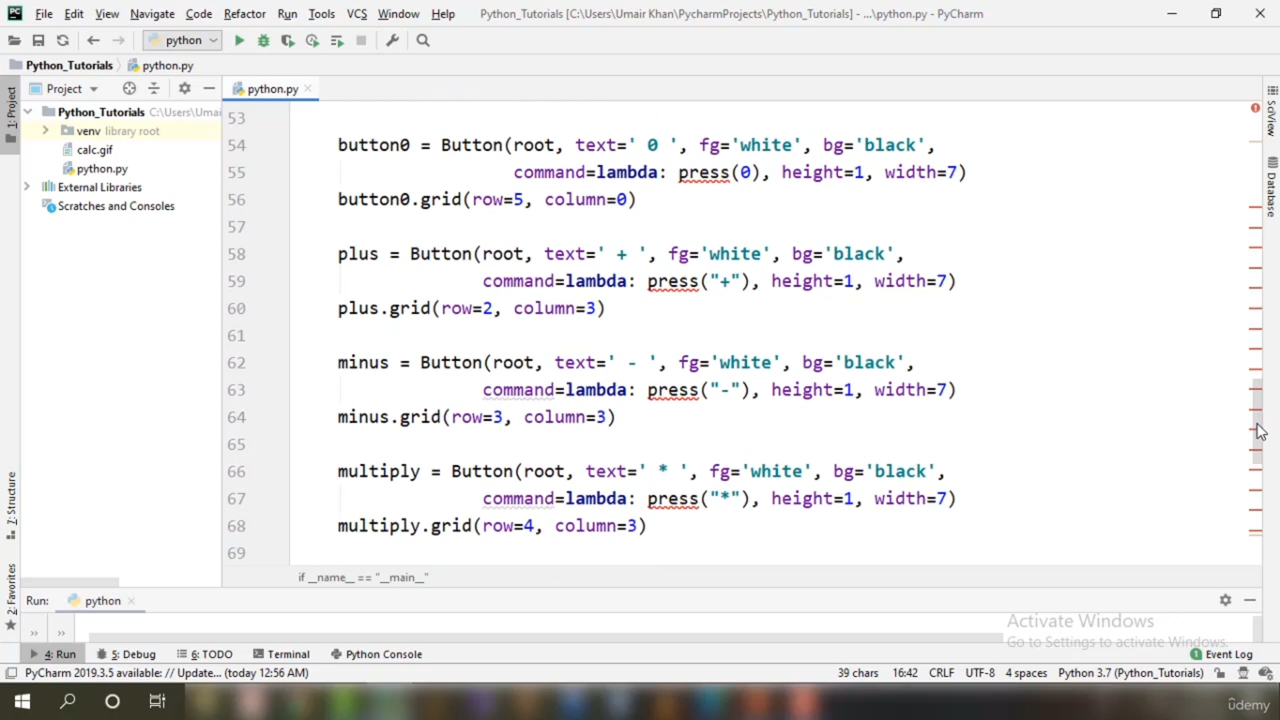 PC File Edit View Navigate Code Refactor Run Tools VCS Window Help Python_Tutorials [C:\Users\Umair Khan\PycharmProjects\Python_Tutorials] - ...\python.py - PyCharm
python
Python_Tutorials python.py
1: Project
Project
python.py
Python_Tutorials C:\Users\Umai
venv library root
calc.gif
python.py
External Libraries
Scratches and Consoles
53
54 button0 = Button(root, text=' 0 ', fg='white', bg='black',
55 command=lambda: press(0), height=1, width=7)
56 button0.grid(row=5, column=0)
57
58 plus = Button(root, text=' + ', fg='white', bg='black',
59 command=lambda: press("+"), height=1, width=7)
60 plus.grid(row=2, column=3)
61
62 minus = Button(root, text=' - ', fg='white', bg='black',
63 command=lambda: press("-"), height=1, width=7)
64 minus.grid(row=3, column=3)
65
66 multiply = Button(root, text=' * ', fg='white', bg='black',
67 command=lambda: press("*"), height=1, width=7)
68 multiply.grid(row=4, column=3)
69
if __name__ == "__main__"
SciView
Database
Z: Structure
2: Favorites
Run: python
Activate Windows
Go to Settings to activate Windows.
4: Run 5: Debug 6: TODO Terminal Python Console 1 Event Log
PyCharm 2019.3.5 available: // Update... (today 12:56 AM) 39 chars 16:42 CRLF UTF-8 4 spaces Python 3.7 (Python_Tutorials)
ûdemy